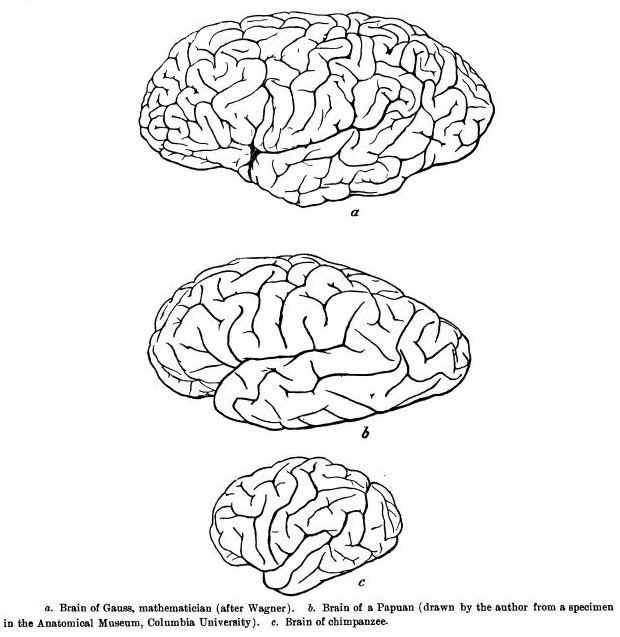 a
b
c
a. Brain of Gauss, mathematician (after Wagner). b. Brain of a Papuan (drawn by the author from a specimen
in the Anatomical Museum, Columbia University). c. Brain of chimpanzee.